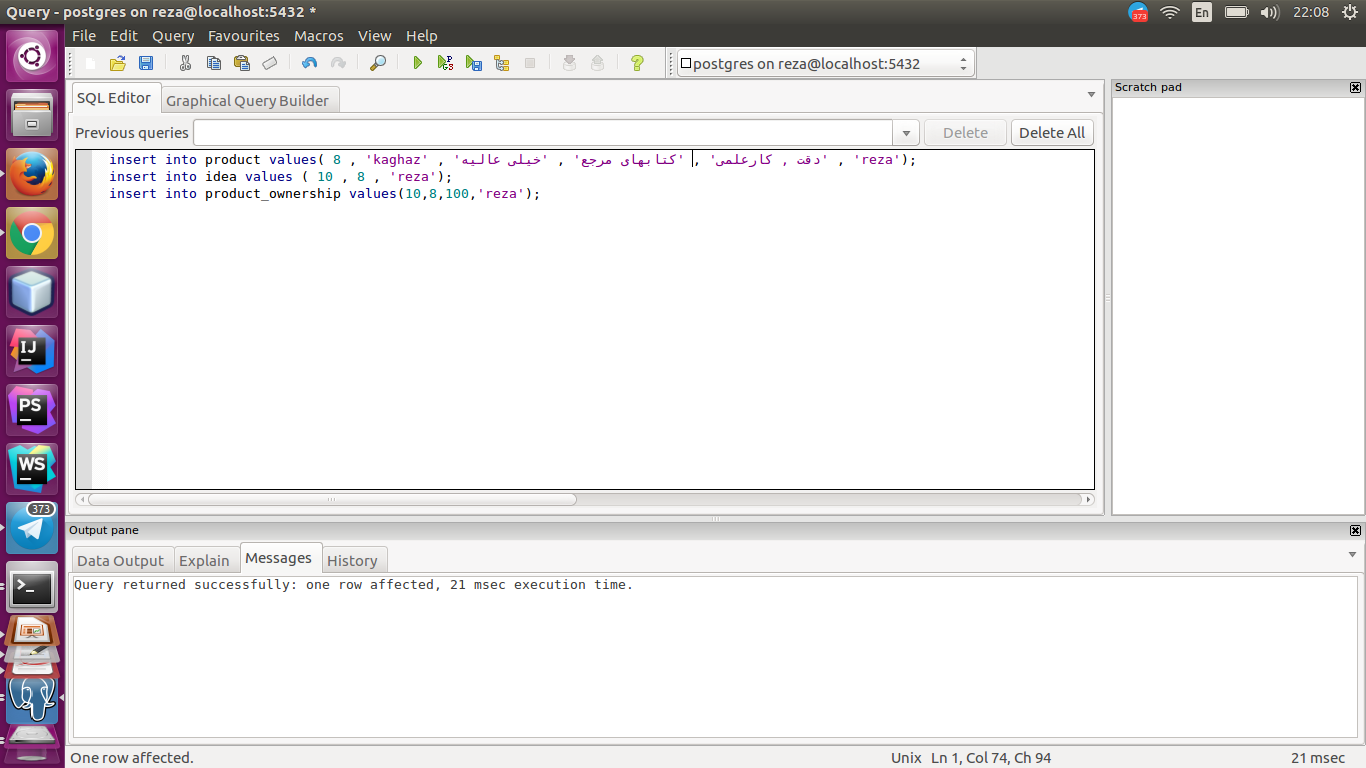 Query - postgres on reza@localhost:5432 *
373
En
22:08
File Edit Query Favourites Macros View Help
postgres on reza@localhost:5432
SQL Editor
Graphical Query Builder
Scratch pad
Previous queries
Delete
Delete All
insert into product values( 8 , 'kaghaz' , 'خیلی عالیه' , 'کتابهای مرجع' , 'دقت , کارعلمی' , 'reza');
insert into idea values ( 10 , 8 , 'reza');
insert into product_ownership values(10,8,100,'reza');
IJ
PS
WS
373
Output pane
Data Output Explain Messages History
Query returned successfully: one row affected, 21 msec execution time.
One row affected.
Unix Ln 1, Col 74, Ch 94
21 msec